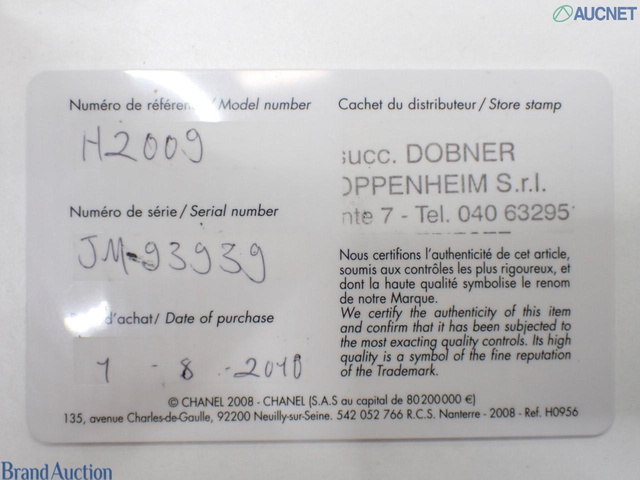 AUCNET
Numéro de référen / Model number
H2009
Numéro de série / Serial number
JM-93939
d'achat / Date of purchase
1 - 8 - 2010
Cachet du distributeur / Store stamp
succ. DOBNER
OPPENHEIM S.r.l.
nte 7 - Tel. 040 63295
Nous certifions l'authenticité de cet article,
soumis aux contrôles les plus rigoureux, et
dont la haute qualité symbolise le renom
de notre Marque.
We certify the authenticity of this item
and confirm that it has been subjected to
the most exacting quality controls. Its high
quality is a symbol of the fine reputation
of the Trademark.
© CHANEL 2008 - CHANEL (S.A.S au capital de 80 200 000 €)
135, avenue Charles-de-Gaulle, 92200 Neuilly-sur-Seine. 542 052 766 R.C.S. Nanterre - 2008 - Ref. H0956
Brand Auction